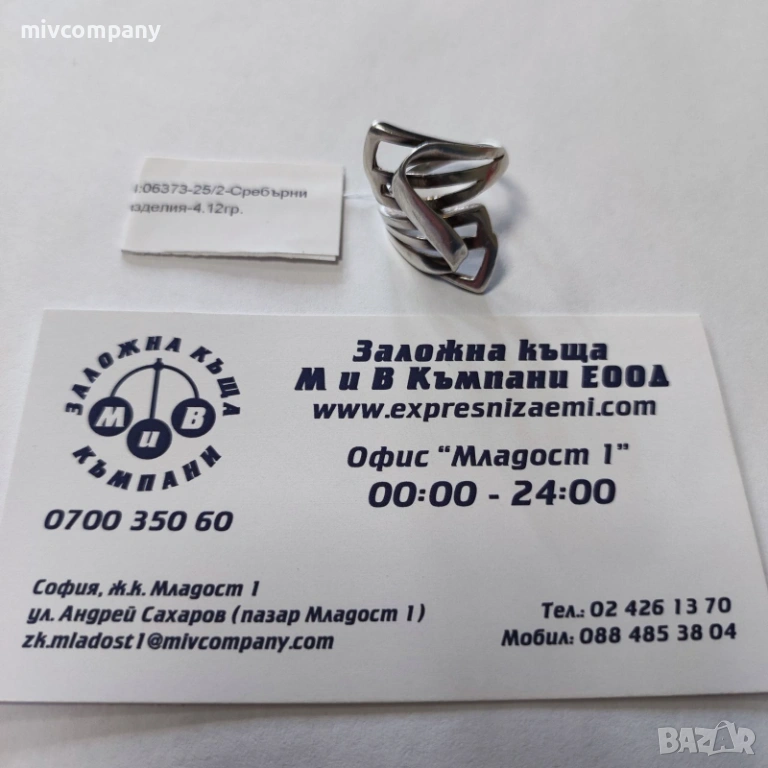 mivcompany
:06373-25/2-Сребърни
изделия-4.12гр.
ЗАЛОЖНА КЪЩА
М и В
КЪМПАНИ
0700 350 60
Заложна къща
М и В Къмпани ЕООД
www.expresnizaemi.com
Офис "Младост 1"
00:00 - 24:00
София, ж.к. Младост 1
ул. Андрей Сахаров (пазар Младост 1)
zk.mladost1@mivcompany.com
Тел.: 02 426 13 70
Мобил: 088 485 38 04
BAZAR